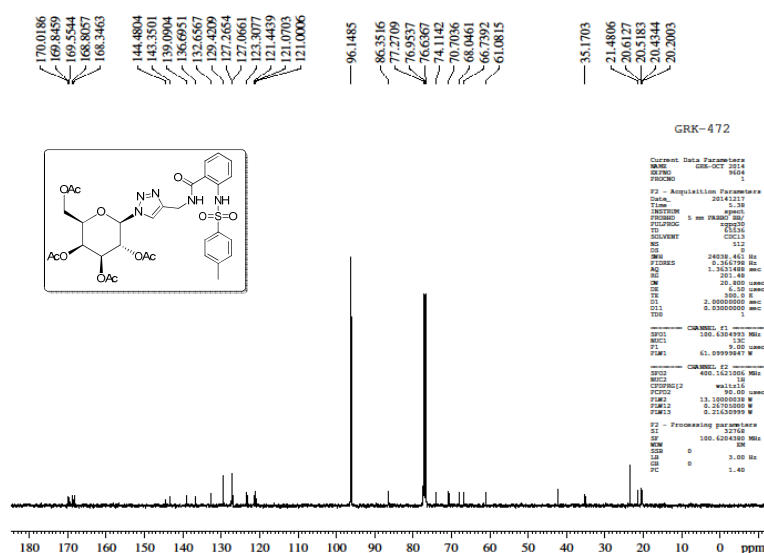 170.0186
169.8459
169.5544
168.8057
168.3463
144.4804
143.3501
139.0904
136.6951
132.6567
129.4209
127.2654
127.0661
123.3077
121.4439
121.0703
121.0006
96.1485
86.3516
77.2709
76.9537
76.6367
74.1142
70.7036
68.0461
66.7392
61.0815
35.1703
21.4806
20.6127
20.5183
20.4344
20.2003
GRK-472
OAc
O
AcO
OAc
OAc
N
N=N
O
NH
NH
O=S=O
Current Data Parameters
NAME GRK-OCT 2014
EXPNO 9604
PROCNO 1
F2 - Acquisition Parameters
Date_ 20141217
Time 5.38
INSTRUM spect
PROBHD 5 mm PABBO BB/
PULPROG zgpg30
TD 65536
SOLVENT CDCl3
NS 512
DS 0
SWH 24038.461 Hz
FIDRES 0.366798 Hz
AQ 1.3631488 sec
RG 201.48
DW 20.800 usec
DE 6.50 usec
TE 300.0 K
D1 2.00000000 sec
D11 0.03000000 sec
TD0 1
======== CHANNEL f1 ========
SFO1 100.6304993 MHz
NUC1 13C
P1 9.00 usec
PLW1 61.09999847 W
======== CHANNEL f2 ========
SFO2 400.1621006 MHz
NUC2 1H
CPDPRG[2 waltz16
PCPD2 90.00 usec
PLW2 13.10000038 W
PLW12 0.26705000 W
PLW13 0.21630999 W
F2 - Processing parameters
SI 32768
SF 100.6204380 MHz
WDW EM
SSB 0
LB 3.00 Hz
GB 0
PC 1.40
180 170 160 150 140 130 120 110 100 90 80 70 60 50 40 30 20 10 0 ppm